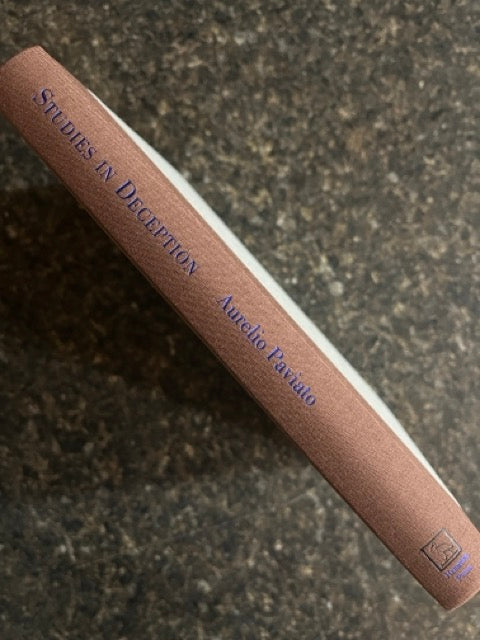 STUDIES IN DECEPTION
Aurelio Paviato